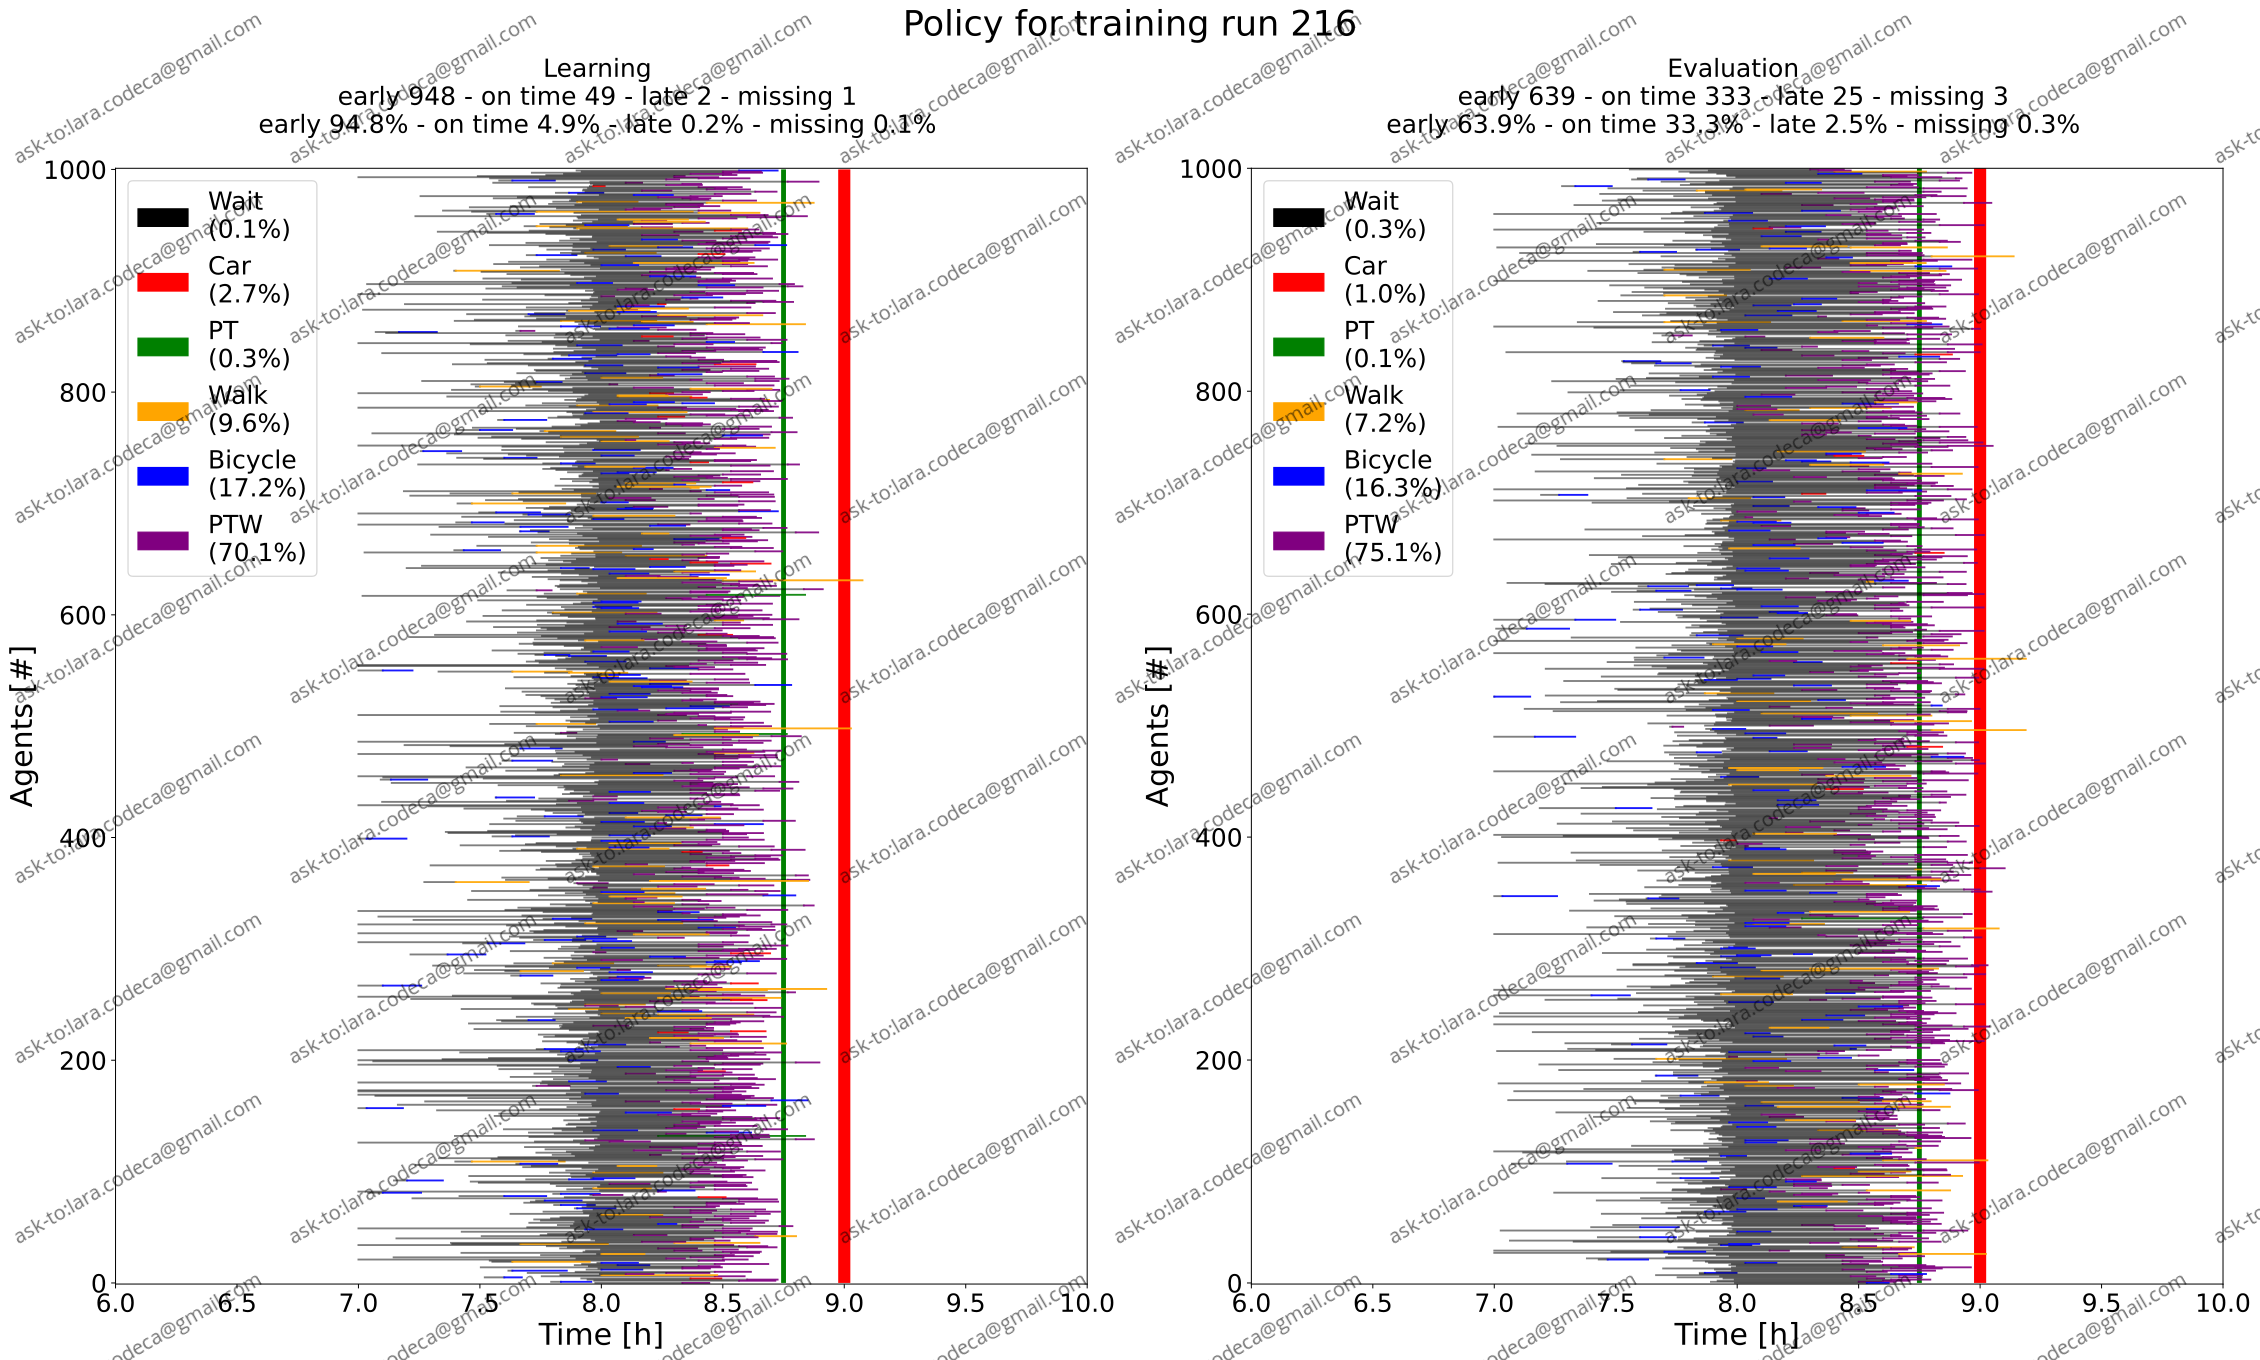 Policy for training run 216
Learning
early 948 - on time 49 - late 2 - missing 1
early 94.8% - on time 4.9% - late 0.2% - missing 0.1%
Wait
(0.1%)
Car
(2.7%)
PT
(0.3%)
Walk
(9.6%)
Bicycle
(17.2%)
PTW
(70.1%)
Agents [#]
1000
800
600
400
200
0
6.0 6.5 7.0 7.5 8.0 8.5 9.0 9.5 10.0
Time [h]
Evaluation
early 639 - on time 333 - late 25 - missing 3
early 63.9% - on time 33.3% - late 2.5% - missing 0.3%
Wait
(0.3%)
Car
(1.0%)
PT
(0.1%)
Walk
(7.2%)
Bicycle
(16.3%)
PTW
(75.1%)
Agents [#]
1000
800
600
400
200
0
6.0 6.5 7.0 7.5 8.0 8.5 9.0 9.5 10.0
Time [h]
ask-to:lara.codeca@gmail.com